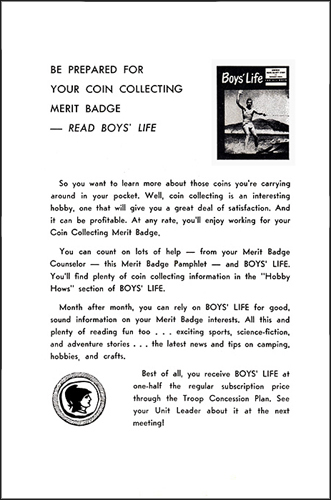 BE PREPARED FOR
YOUR COIN COLLECTING
MERIT BADGE
— READ BOYS' LIFE
Boys' Life
So you want to learn more about those coins you're carrying
around in your pocket. Well, coin collecting is an interesting
hobby, one that will give you a great deal of satisfaction. And
it can be profitable. At any rate, you'll enjoy working for your
Coin Collecting Merit Badge.
You can count on lots of help — from your Merit Badge
Counselor — this Merit Badge Pamphlet — and BOYS' LIFE.
You'll find plenty of coin collecting information in the "Hobby
Hows" section of BOYS' LIFE.
Month after month, you can rely on BOYS' LIFE for good,
sound information on your Merit Badge interests. All this and
plenty of reading fun too . . . exciting sports, science-fiction,
and adventure stories . . . the latest news and tips on camping,
hobbies, and crafts.
Best of all, you receive BOYS' LIFE at
one-half the regular subscription price
through the Troop Concession Plan. See
your Unit Leader about it at the next
meeting!